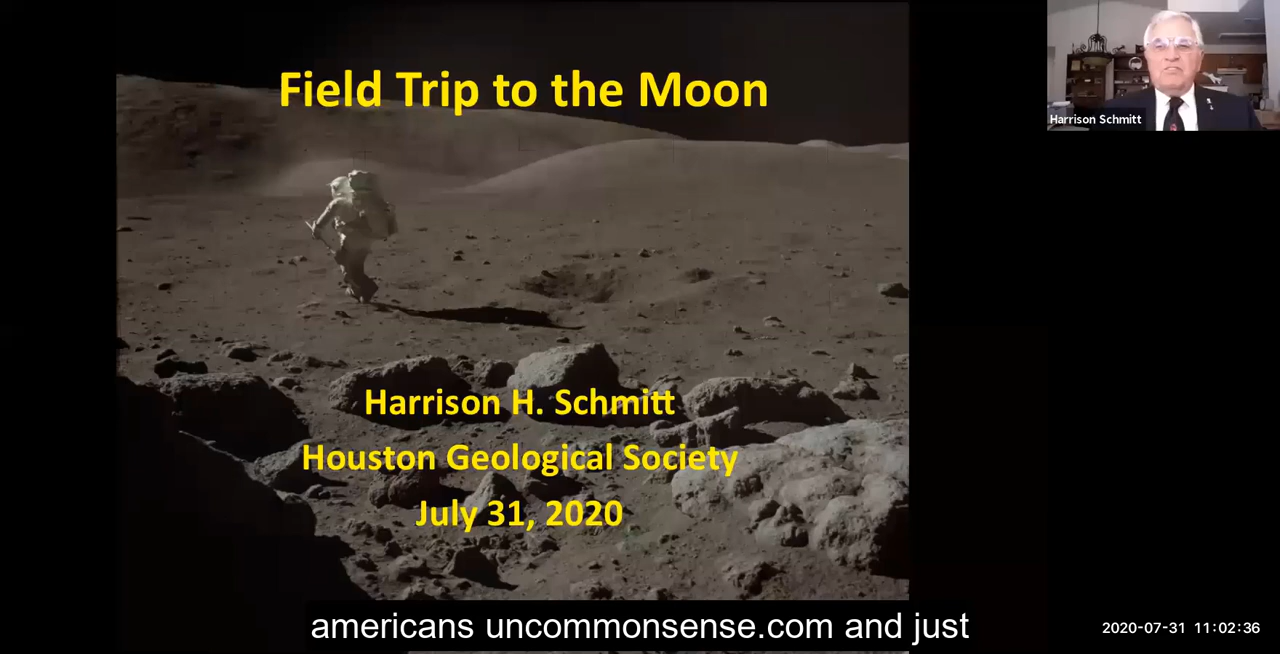 Field Trip to the Moon
Harrison Schmitt
Harrison H. Schmitt
Houston Geological Society
July 31, 2020
americans uncommonsense.com and just
2020-07-31 11:02:36